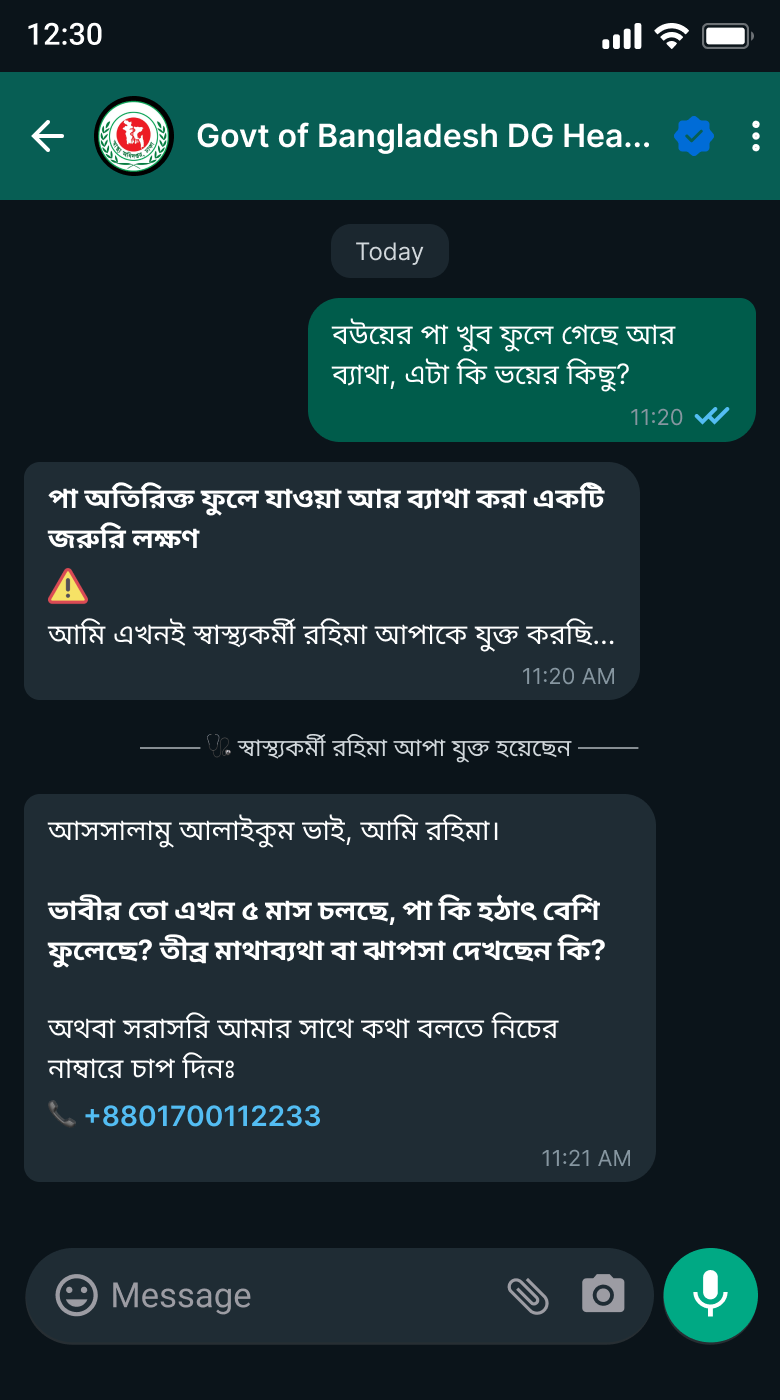 12:30
Govt of Bangladesh DG Hea...
Today
বউয়ের পা খুব ফুলে গেছে আর
ব্যাথা, এটা কি ভয়ের কিছু?
11:20
পা অতিরিক্ত ফুলে যাওয়া আর ব্যাথা করা একটি
জরুরি লক্ষণ
আমি এখনই স্বাস্থ্যকর্মী রহিমা আপাকে যুক্ত করছি...
11:20 AM
স্বাস্থ্যকর্মী রহিমা আপা যুক্ত হয়েছেন
আসসালামু আলাইকুম ভাই, আমি রহিমা।
ভাবীর তো এখন ৫ মাস চলছে, পা কি হঠাৎ বেশি
ফুলেছে? তীব্র মাথাব্যথা বা ঝাপসা দেখছেন কি?
অথবা সরাসরি আমার সাথে কথা বলতে নিচের
নাম্বারে চাপ দিনঃ
+8801700112233
11:21 AM
Message